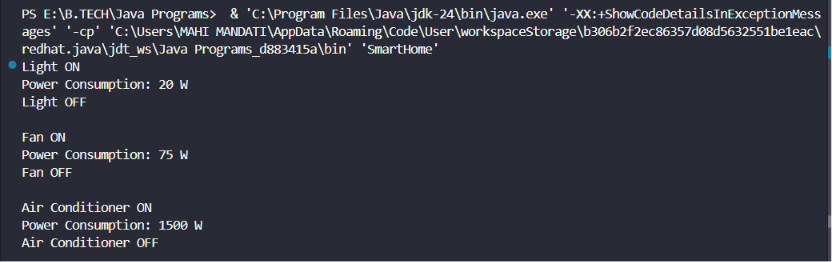 PS E:\B.TECH\Java Programs>  & 'C:\Program Files\Java\jdk-24\bin\java.exe' '-XX:+ShowCodeDetailsInExceptionMess
ages' '-cp' 'C:\Users\MAHI MANDATI\AppData\Roaming\Code\User\workspaceStorage\b306b2f2ec86357d08d5632551be1eac\
redhat.java\jdt_ws\Java Programs_d883415a\bin' 'SmartHome'
Light ON
Power Consumption: 20 W
Light OFF

Fan ON
Power Consumption: 75 W
Fan OFF

Air Conditioner ON
Power Consumption: 1500 W
Air Conditioner OFF